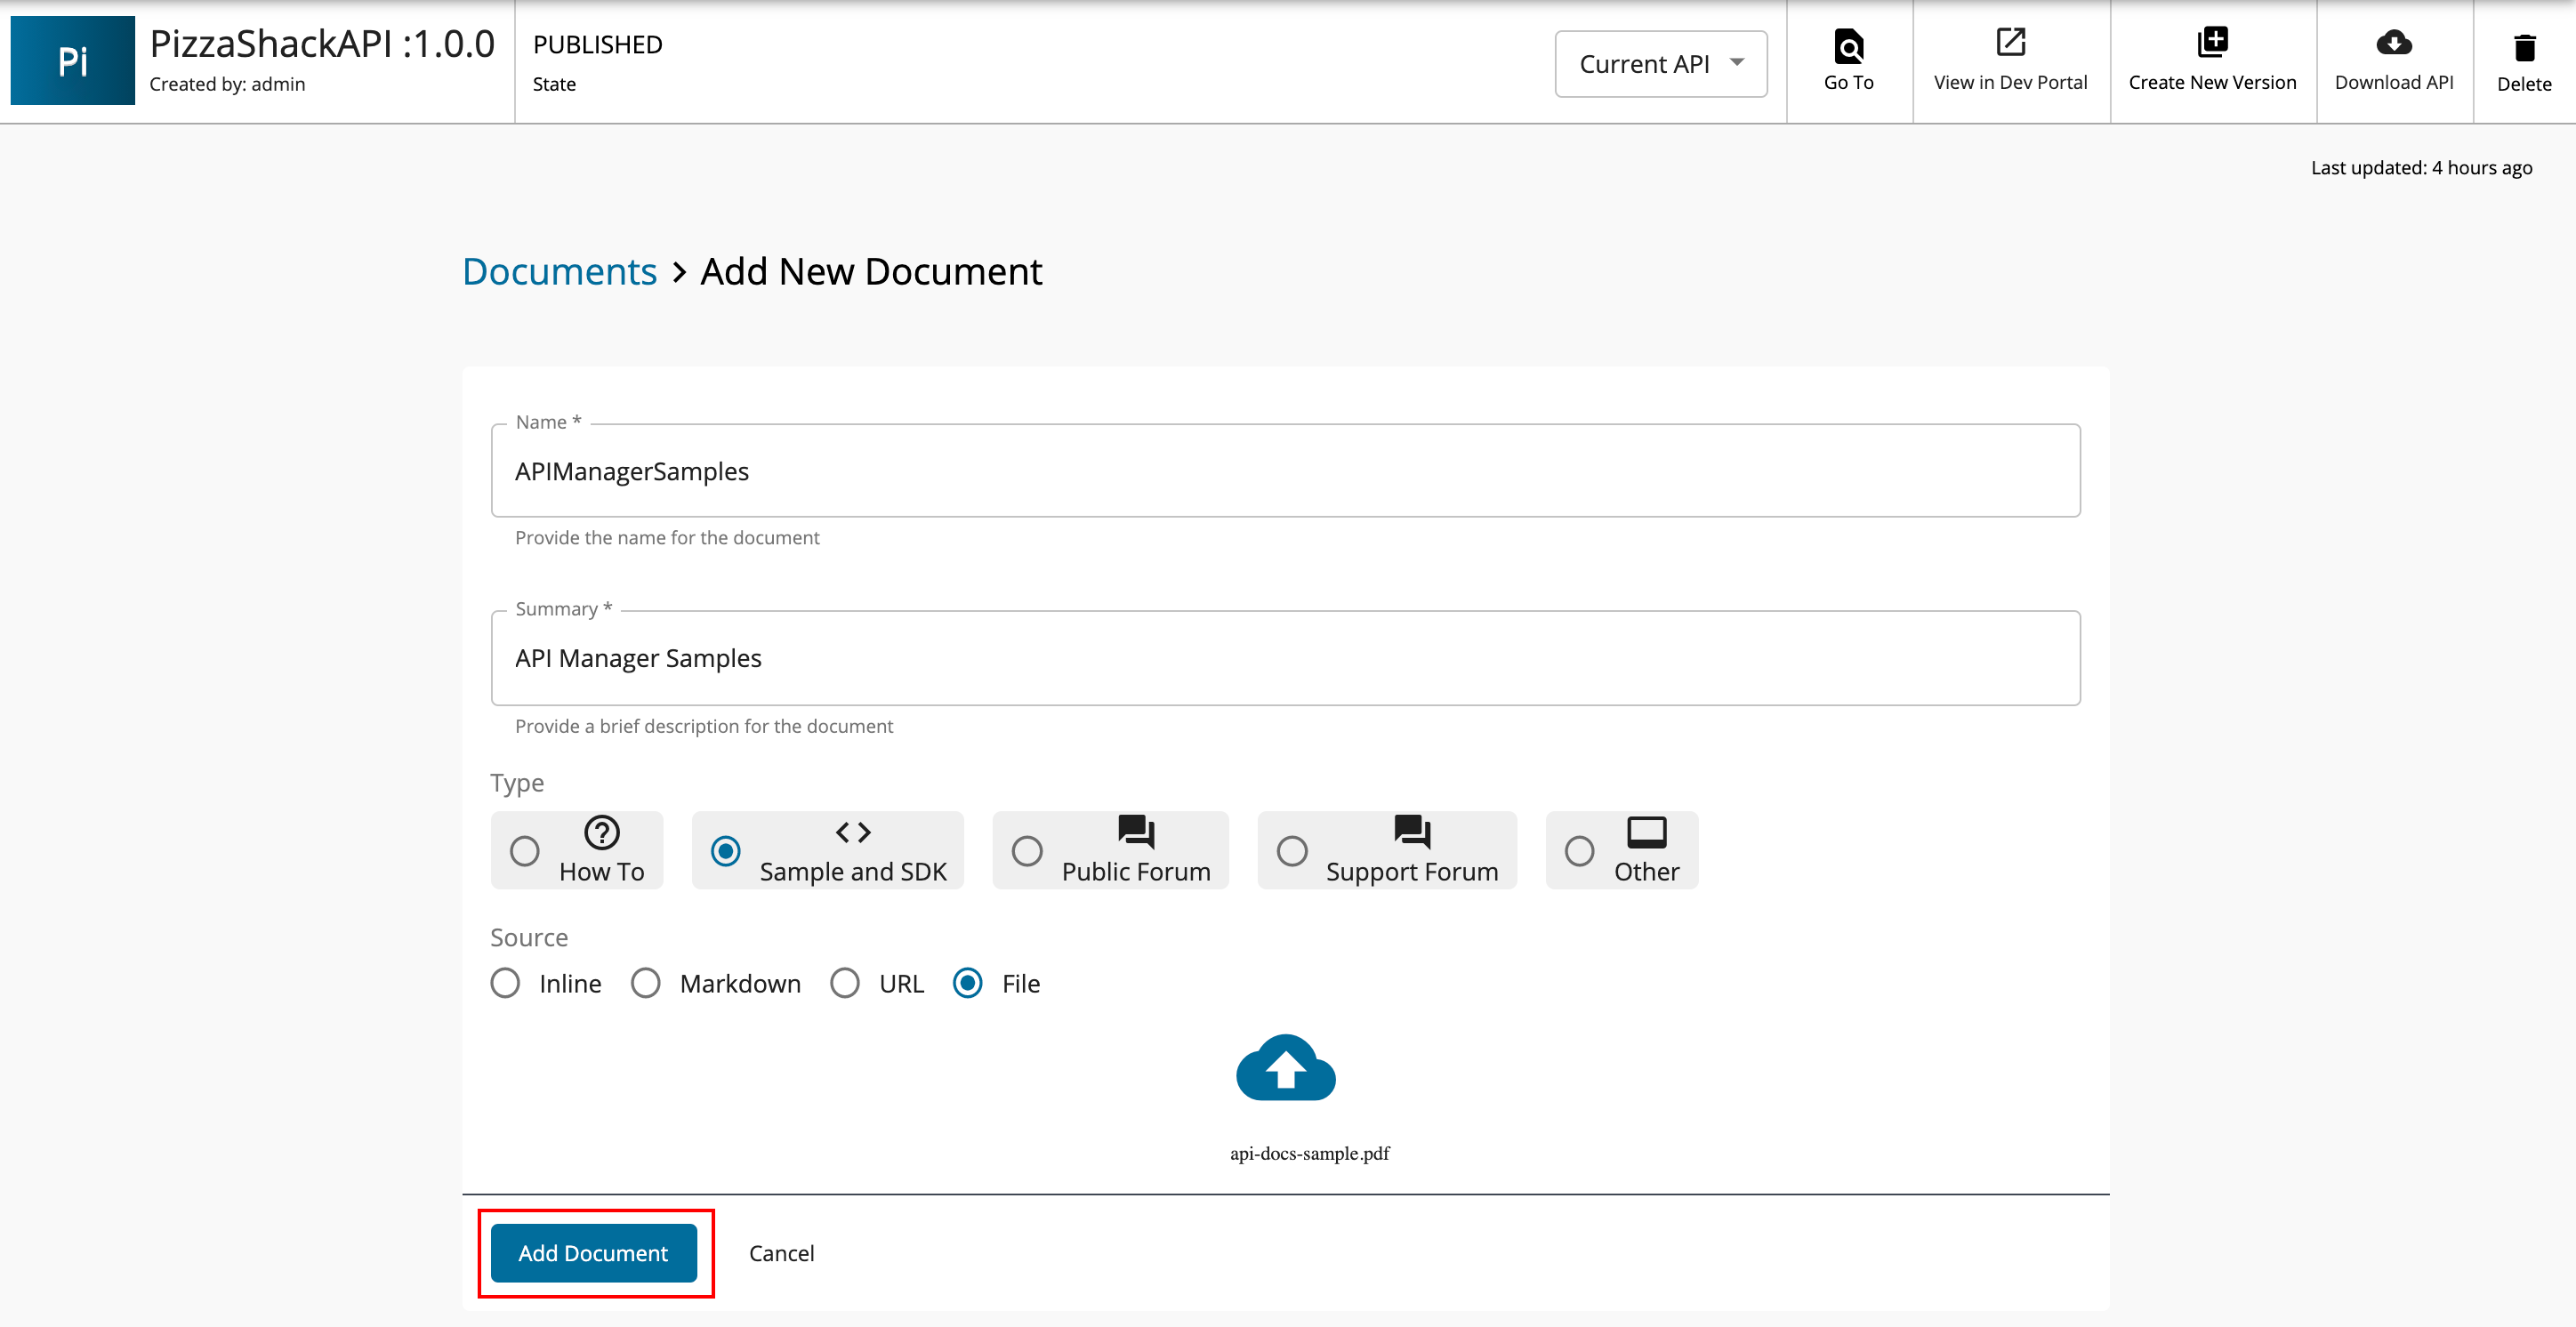 Pi
PizzaShackAPI :1.0.0
Created by: admin
PUBLISHED
State
Current API
Go To
View in Dev Portal
Create New Version
Download API
Delete
Last updated: 4 hours ago
Documents > Add New Document
Name *
APIManagerSamples
Provide the name for the document
Summary *
API Manager Samples
Provide a brief description for the document
Type
How To
Sample and SDK
Public Forum
Support Forum
Other
Source
Inline
Markdown
URL
File
api-docs-sample.pdf
Add Document
Cancel